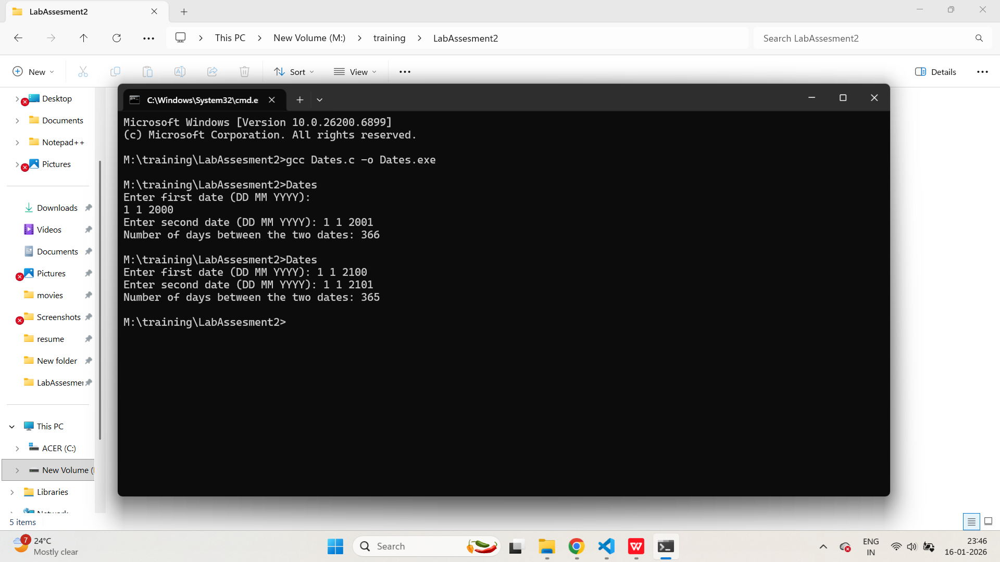 LabAssesment2
This PC
New Volume (M:)
training
LabAssesment2
Search LabAssesment2
New
Sort
View
Details
Desktop
Documents
Notepad++
Pictures
Downloads
Videos
Documents
Pictures
movies
Screenshots
resume
New folder
LabAssesmer
This PC
ACER (C:)
New Volume (
Libraries
Network
5 items
C:\Windows\System32\cmd.e
Microsoft Windows [Version 10.0.26200.6899]
(c) Microsoft Corporation. All rights reserved.
M:\training\LabAssesment2>gcc Dates.c -o Dates.exe
M:\training\LabAssesment2>Dates
Enter first date (DD MM YYYY):
1 1 2000
Enter second date (DD MM YYYY): 1 1 2001
Number of days between the two dates: 366
M:\training\LabAssesment2>Dates
Enter first date (DD MM YYYY): 1 1 2100
Enter second date (DD MM YYYY): 1 1 2101
Number of days between the two dates: 365
M:\training\LabAssesment2>
7
24°C
Mostly clear
Search
ENG
IN
23:46
16-01-2026